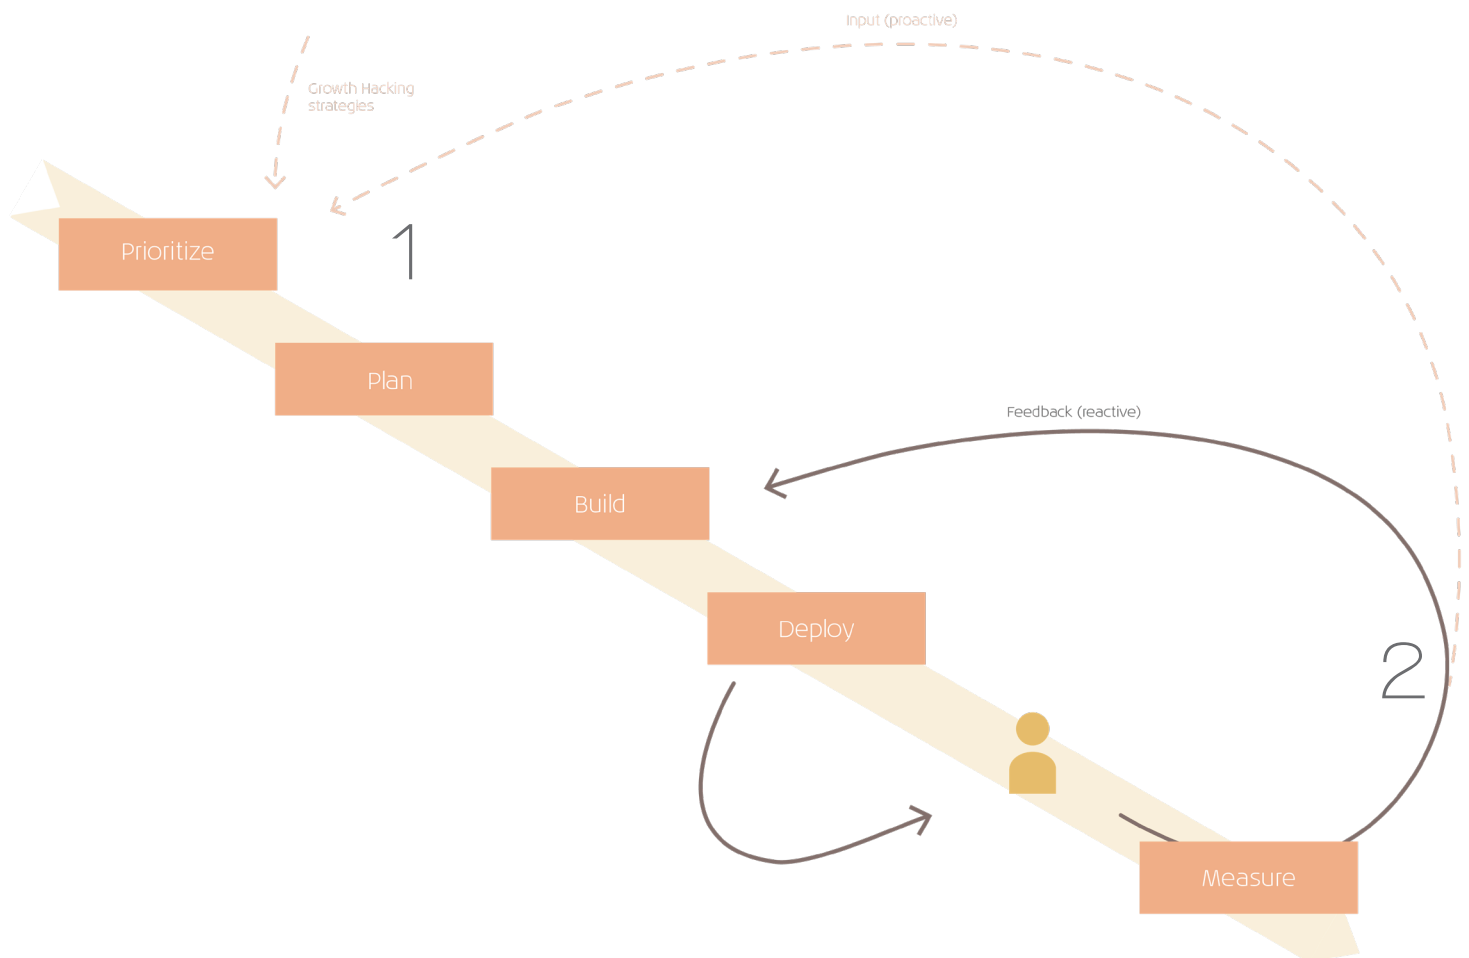 Input (proactive)
Growth Hacking
strategies
1
Prioritize
Plan
Feedback (reactive)
Build
Deploy
2
Measure